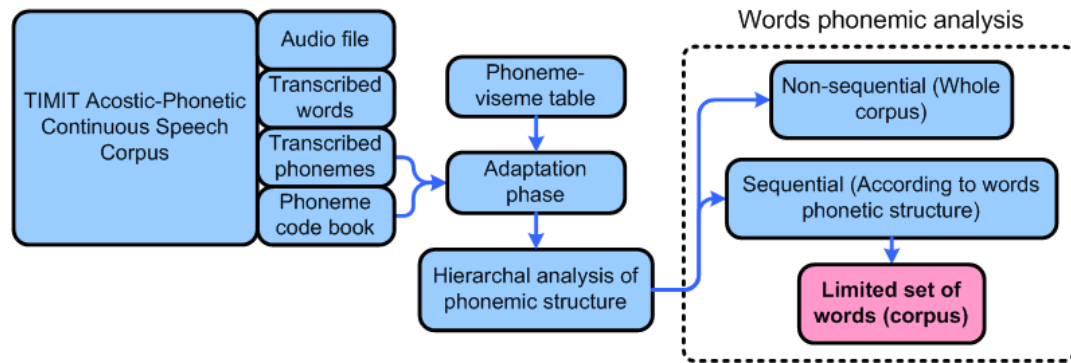 Words phonemic analysis
TIMIT Acostic-Phonetic
Continuous Speech
Corpus
Audio file
Transcribed
words
Transcribed
phonemes
Phoneme
code book
Phoneme-
viseme table
Adaptation
phase
Hierarchal analysis of
phonemic structure
Non-sequential (Whole
corpus)
Sequential (According to words
phonetic structure)
Limited set of
words (corpus)